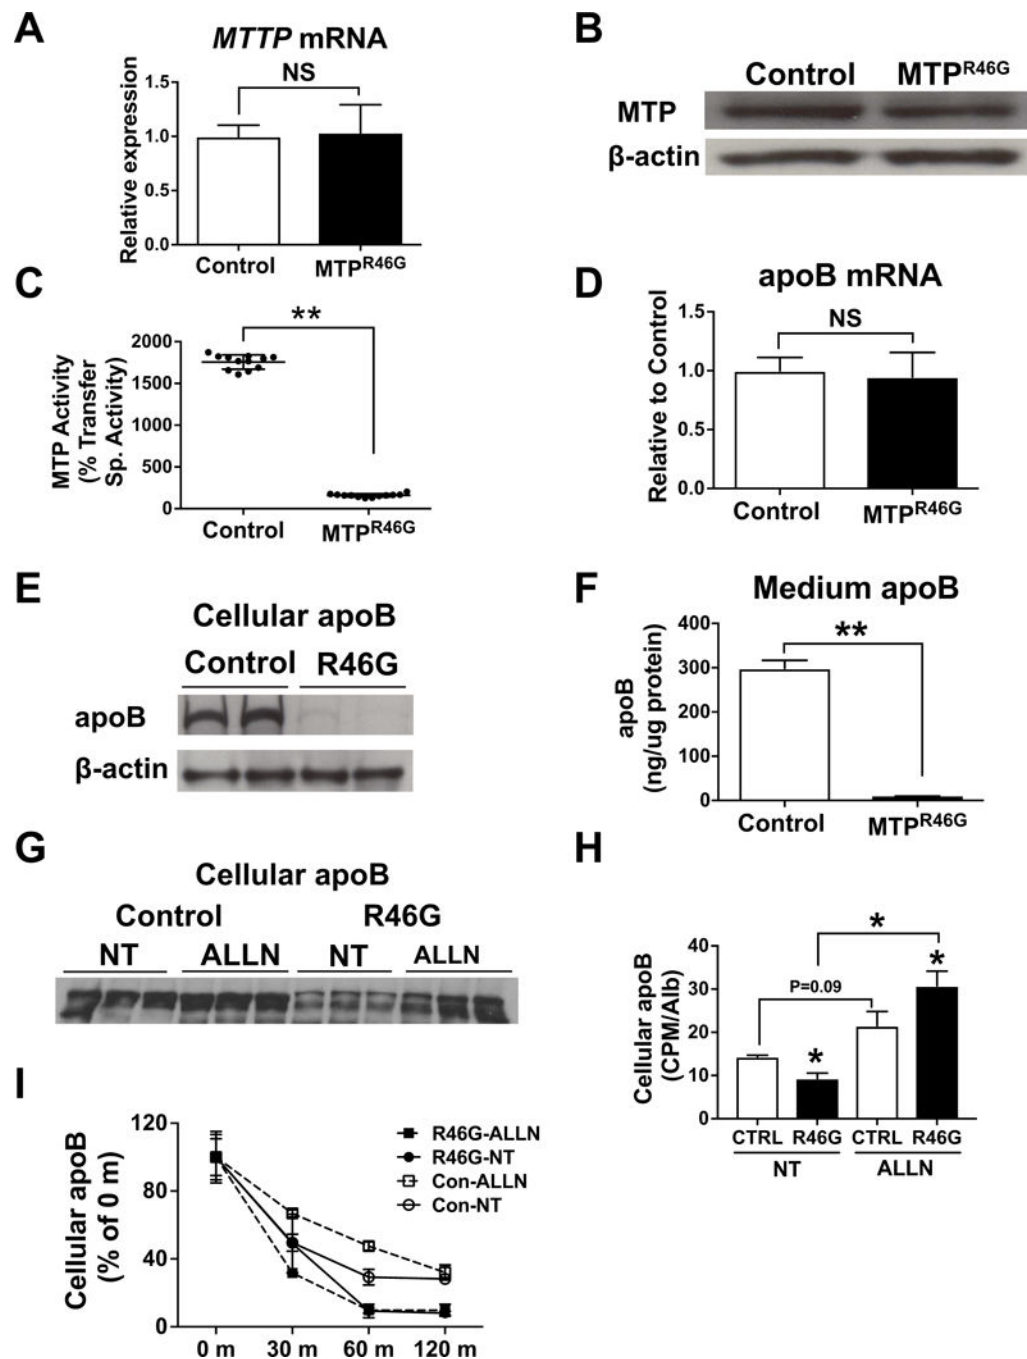 A
MTTP mRNA
Relative expression
1.5
1.0
0.5
0.0
NS
Control
MTPR46G
B
Control
MTPR46G
MTP
β-actin
C
MTP Activity
(% Transfer
Sp. Activity)
2000
1500
1000
500
0
**
Control
MTPR46G
D
apoB mRNA
Relative to Control
1.5
1.0
0.5
0.0
NS
Control
MTPR46G
E
Cellular apoB
Control
R46G
apoB
β-actin
F
Medium apoB
apoB
(ng/ug protein)
400
300
200
100
0
**
Control
MTPR46G
G
Cellular apoB
Control
R46G
NT
ALLN
NT
ALLN
H
Cellular apoB
(CPM/Alb)
40
30
20
10
0
P=0.09
*
*
*
CTRL
R46G
CTRL
R46G
NT
ALLN
I
Cellular apoB
(% of 0 m)
120
80
40
0
R46G-ALLN
R46G-NT
Con-ALLN
Con-NT
0 m
30 m
60 m
120 m